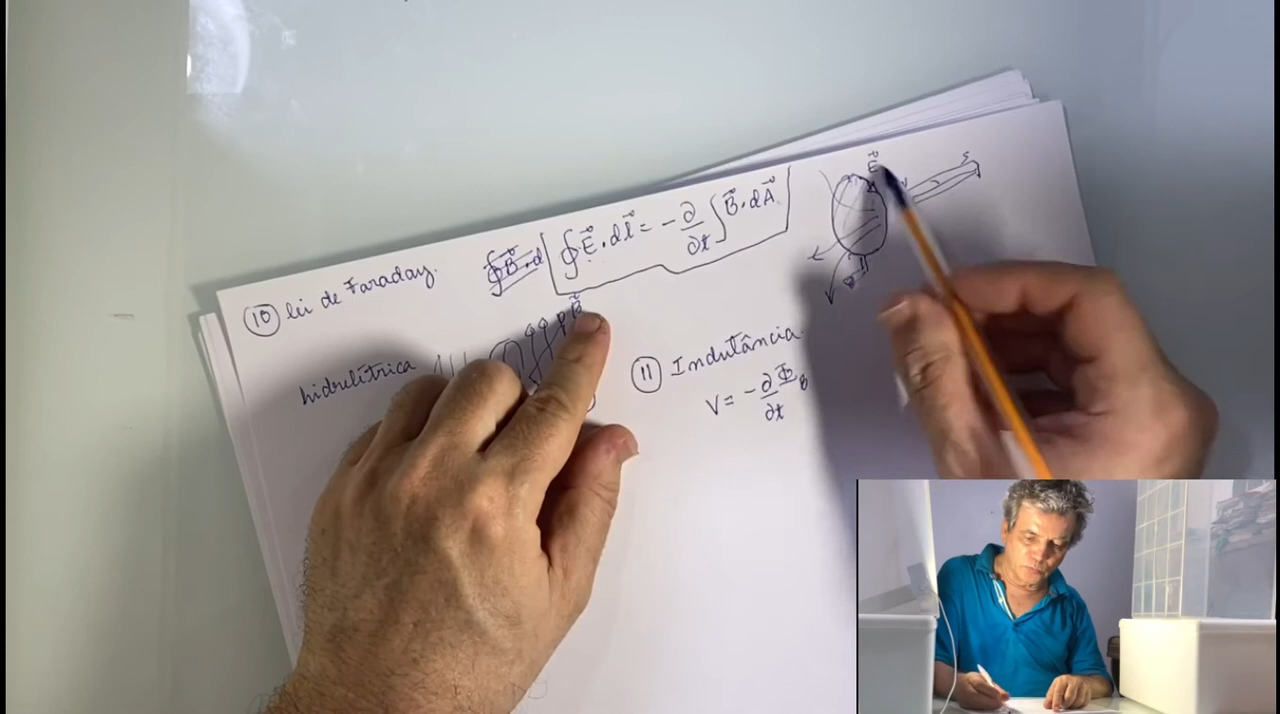 ⑩ lei de Faraday.
∮B⃗.d ∮E⃗.dl⃗ = -∂/∂t ∫B⃗.dA⃗
E⃗
S
hidrelétrica
B⃗
⑪ Indutância.
V = -∂Φ_B/∂t